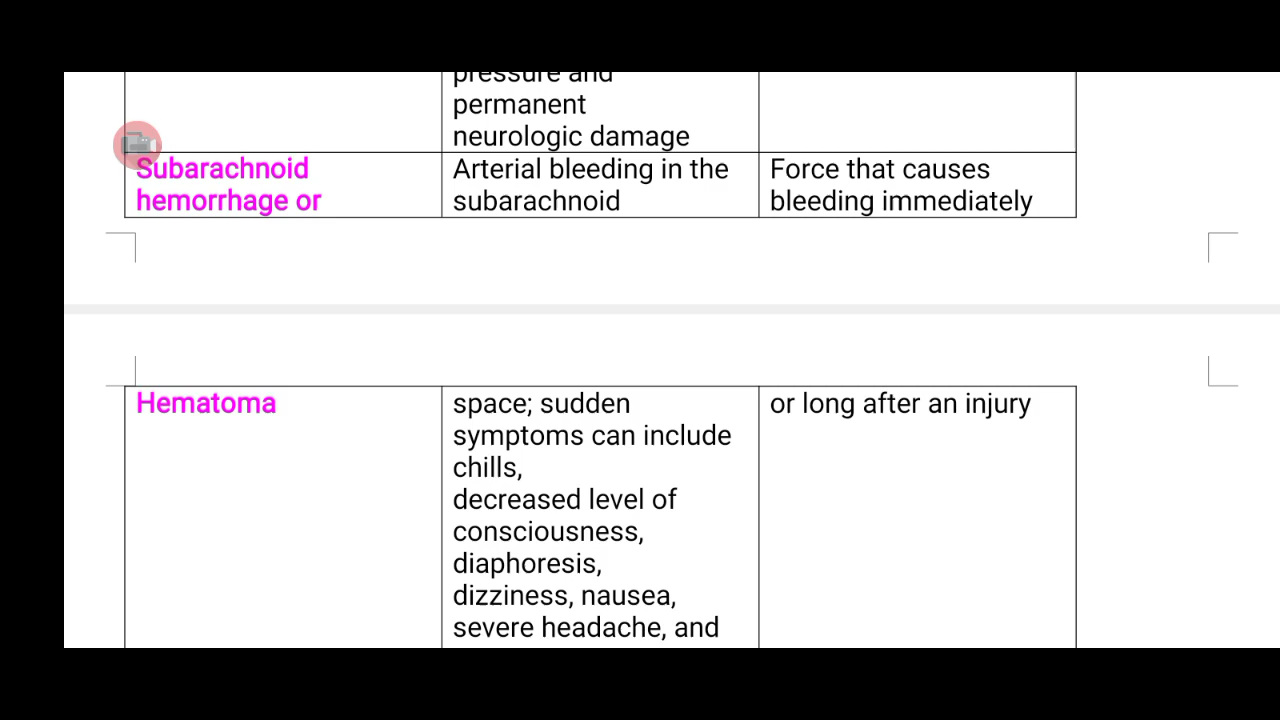 pressure and
permanent
neurologic damage
Subarachnoid
hemorrhage or
Arterial bleeding in the
subarachnoid
Force that causes
bleeding immediately
Hematoma
space; sudden
symptoms can include
chills,
decreased level of
consciousness,
diaphoresis,
dizziness, nausea,
severe headache, and
or long after an injury